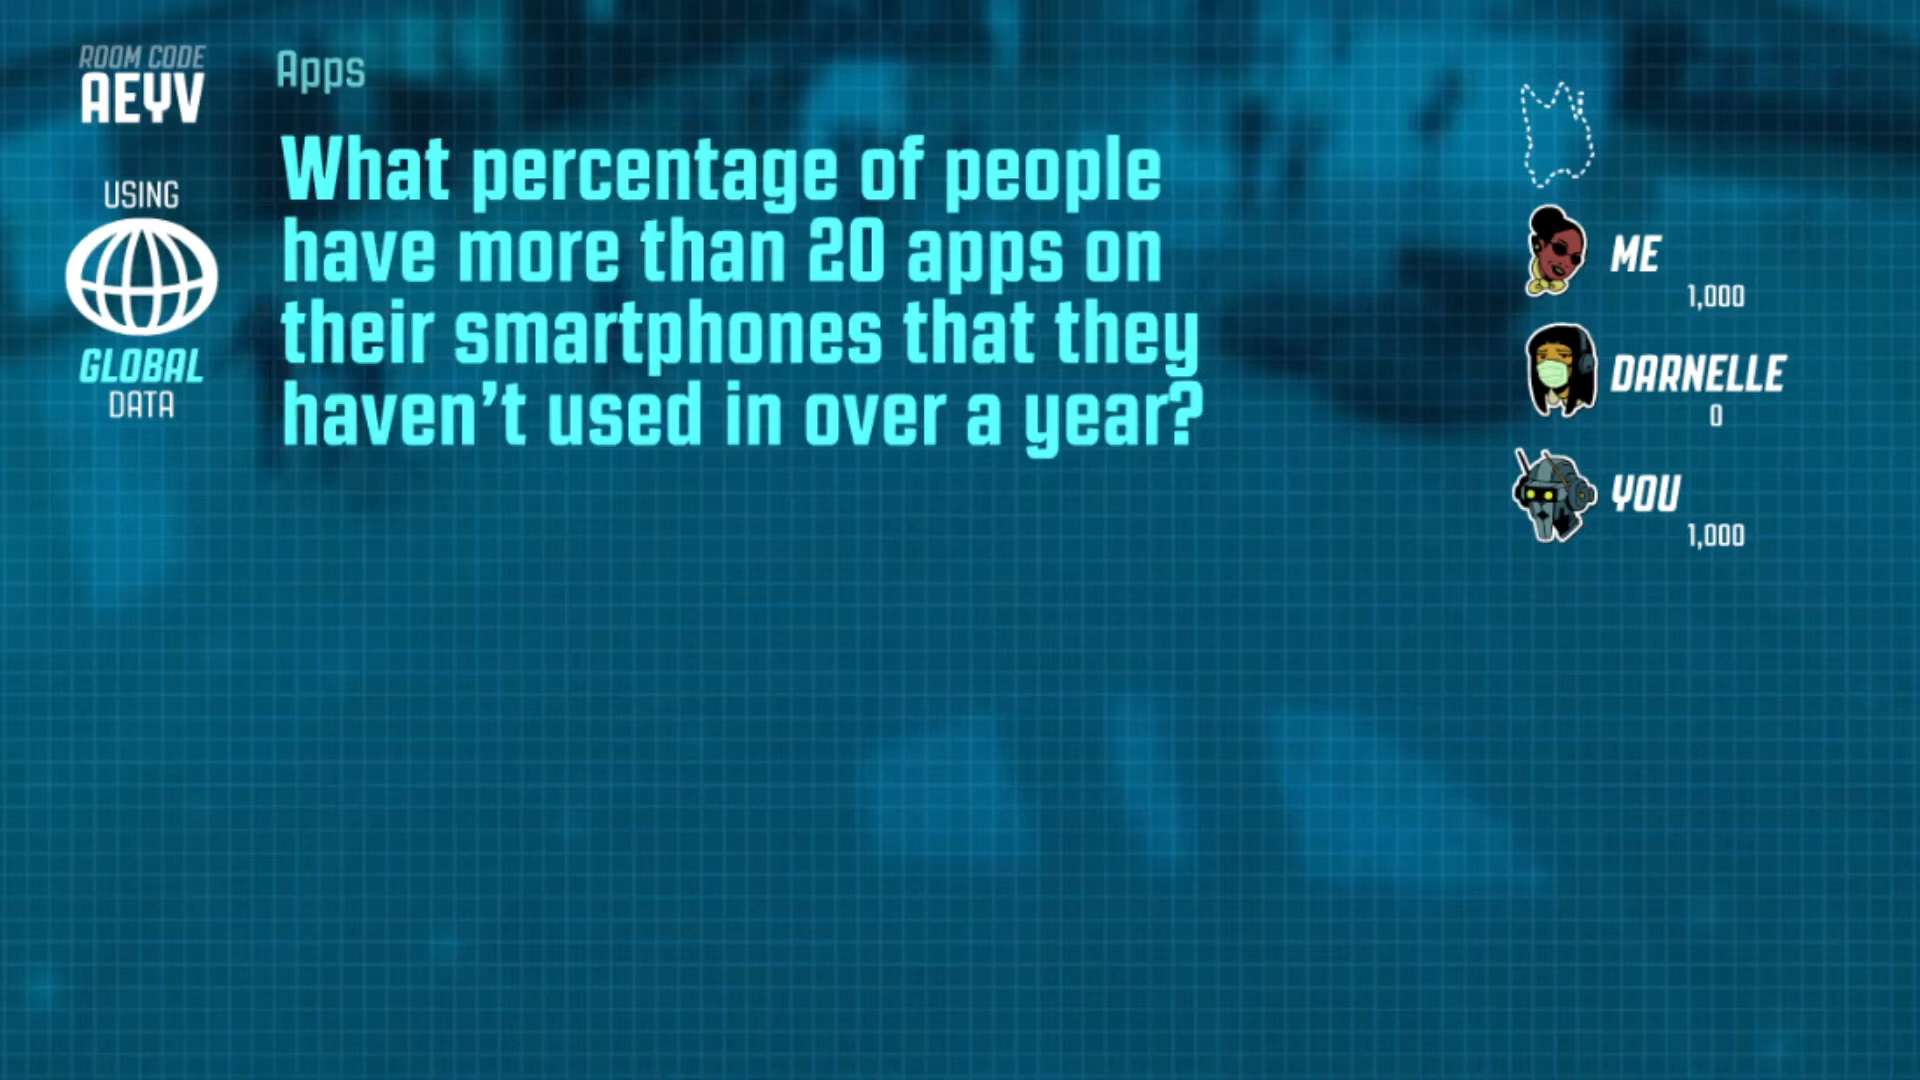 ROOM CODE
AEYV
USING
GLOBAL
DATA
Apps
What percentage of people
have more than 20 apps on
their smartphones that they
haven't used in over a year?
ME
1,000
DARNELLE
0
YOU
1,000